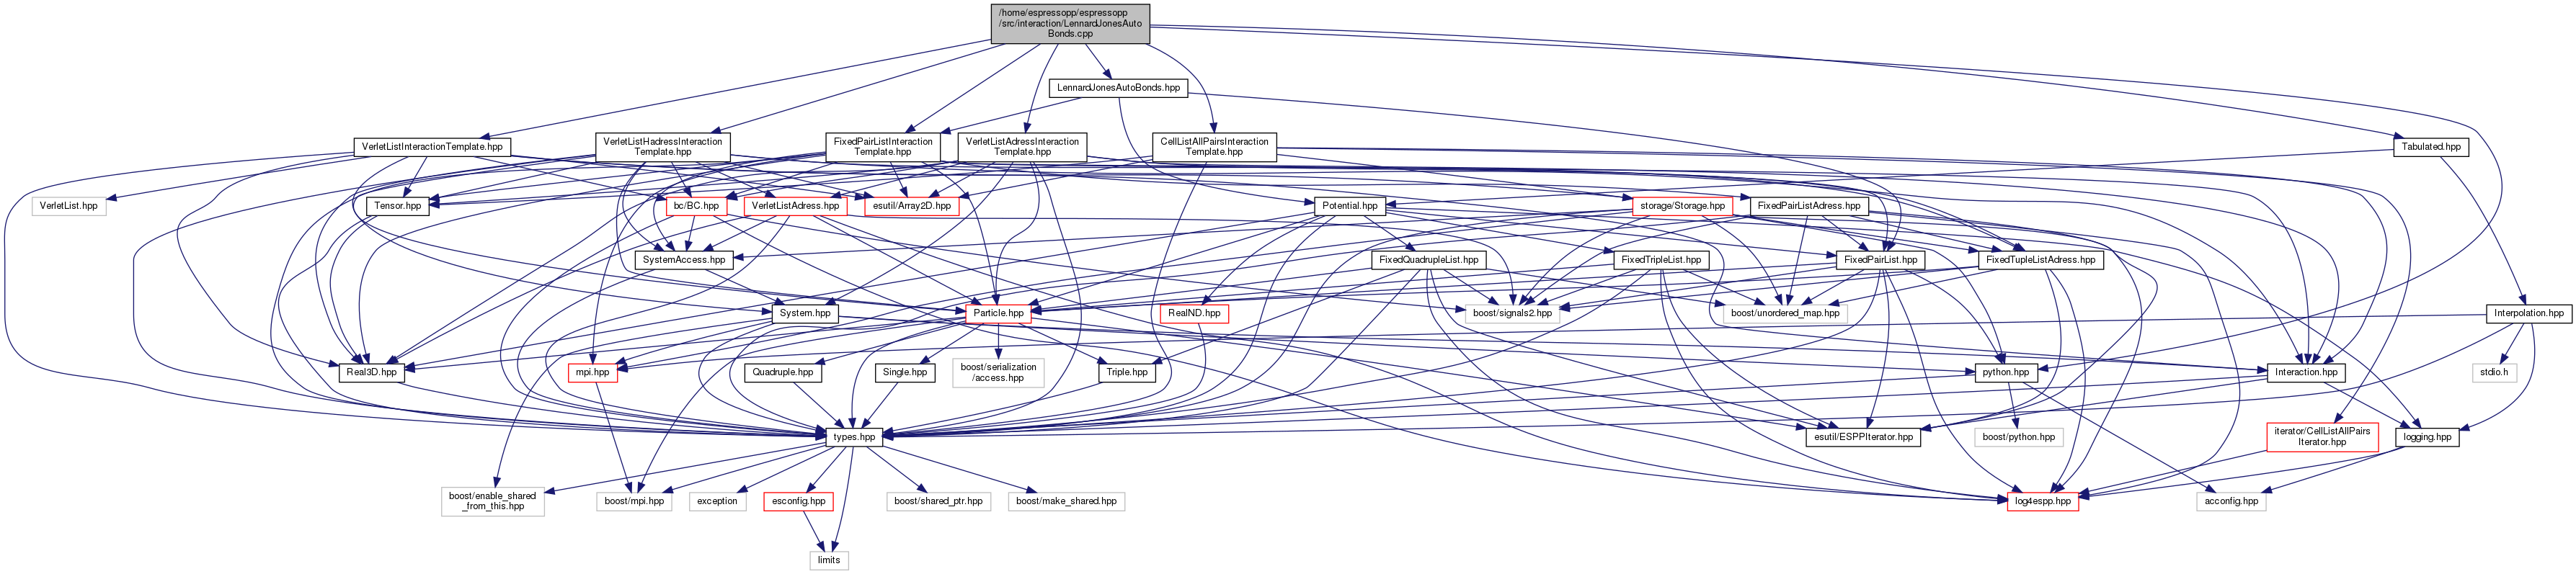 /home/espressopp/espressopp
/src/interaction/LennardJonesAuto
Bonds.cpp
LennardJonesAutoBonds.hpp
VerletListInteractionTemplate.hpp
VerletListHadressInteraction
Template.hpp
FixedPairListInteraction
Template.hpp
VerletListAdressInteraction
Template.hpp
CellListAllPairsInteraction
Template.hpp
Tabulated.hpp
VerletList.hpp
Tensor.hpp
bc/BC.hpp
VerletListAdress.hpp
esutil/Array2D.hpp
Potential.hpp
storage/Storage.hpp
FixedPairListAdress.hpp
SystemAccess.hpp
FixedQuadrupleList.hpp
FixedTripleList.hpp
FixedPairList.hpp
FixedTupleListAdress.hpp
System.hpp
Particle.hpp
RealND.hpp
boost/signals2.hpp
boost/unordered_map.hpp
Interpolation.hpp
Real3D.hpp
mpi.hpp
Quadruple.hpp
Single.hpp
boost/serialization
/access.hpp
Triple.hpp
python.hpp
Interaction.hpp
stdio.h
types.hpp
esutil/ESPPIterator.hpp
boost/python.hpp
iterator/CellListAllPairs
Iterator.hpp
logging.hpp
boost/enable_shared
_from_this.hpp
boost/mpi.hpp
exception
esconfig.hpp
boost/shared_ptr.hpp
boost/make_shared.hpp
log4espp.hpp
acconfig.hpp
limits